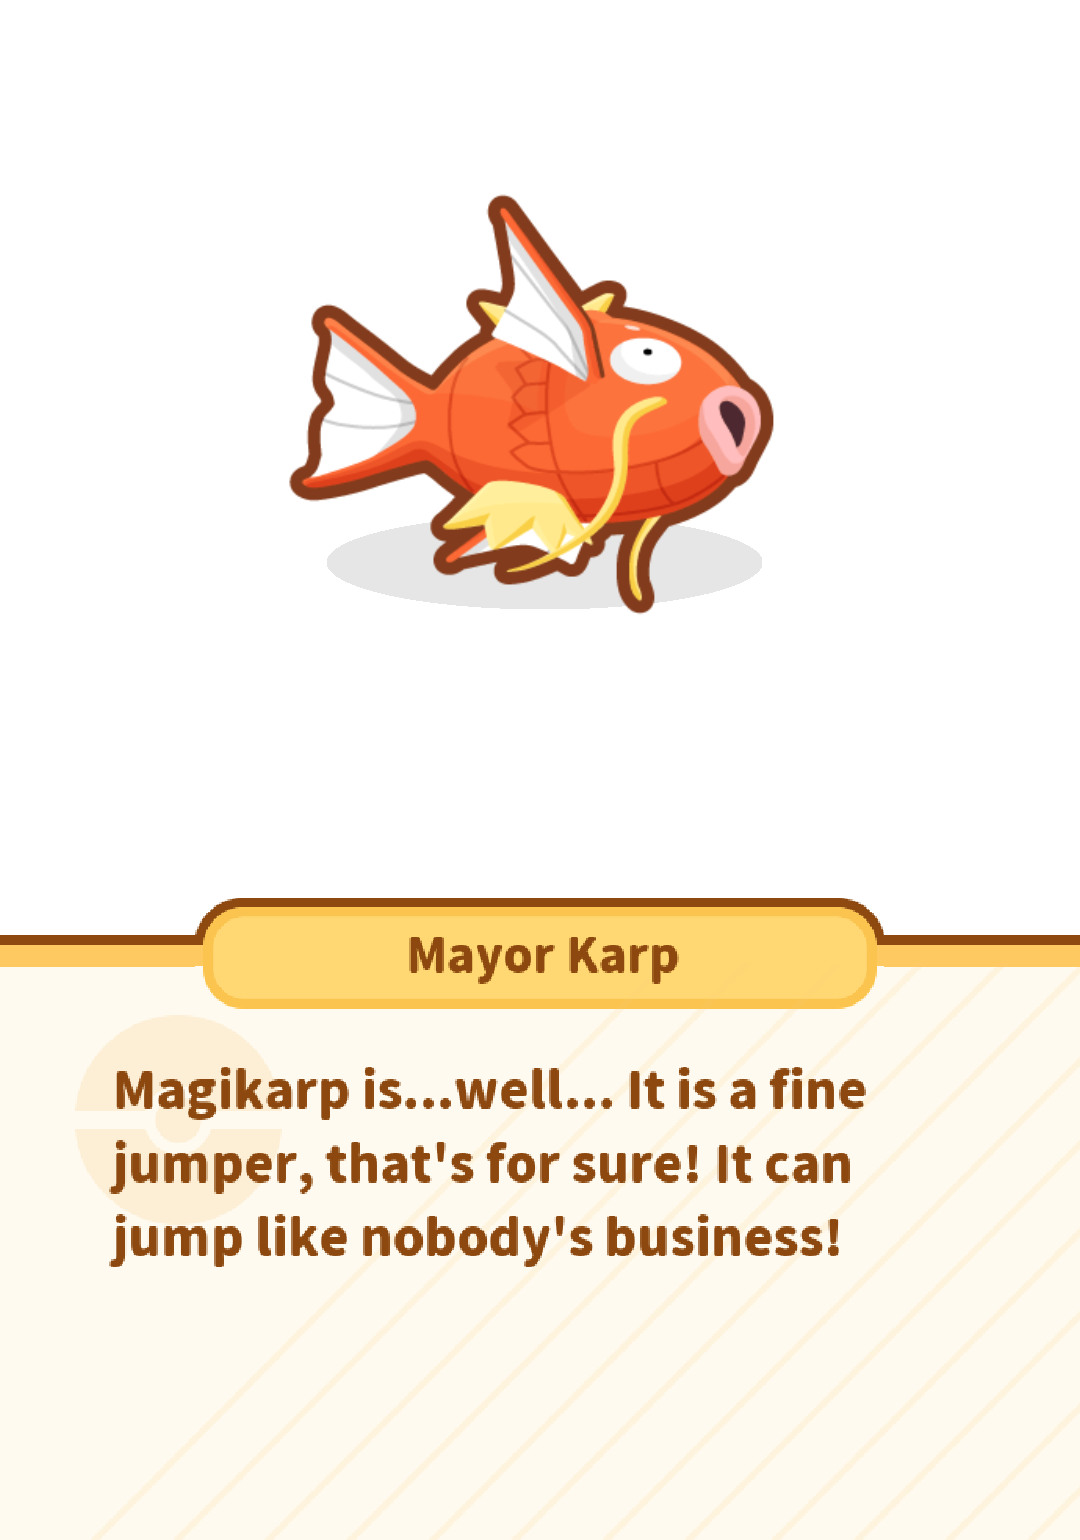 Mayor Karp
Magikarp is...well... It is a fine
jumper, that's for sure! It can
jump like nobody's business!